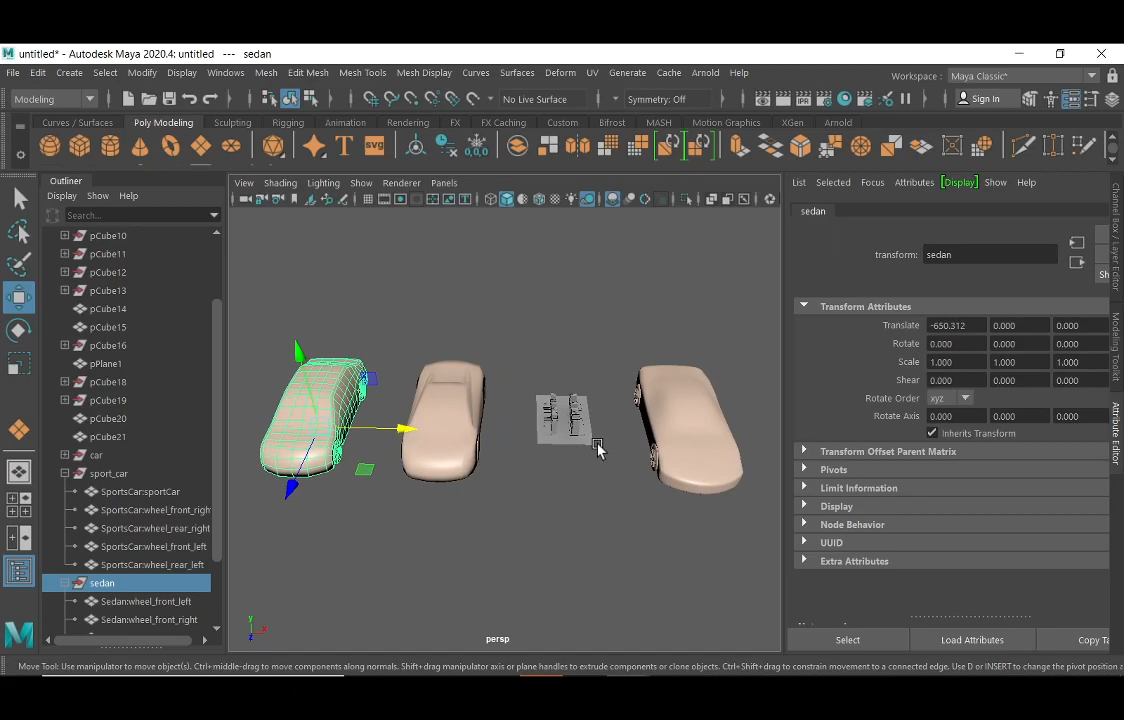 untitled* - Autodesk Maya 2020.4: untitled --- sedan
File Edit Create Select Modify Display Windows Mesh Edit Mesh Mesh Tools Mesh Display Curves Surfaces Deform UV Generate Cache Arnold Help
Workspace : Maya Classic*
Modeling No Live Surface Symmetry: Off IPR Sign In
Curves / Surfaces Poly Modeling Sculpting Rigging Animation Rendering FX FX Caching Custom Bifrost MASH Motion Graphics XGen Arnold
T SVG 0,0,0
Outliner
Display Show Help
Search...
pCube10
pCube11
pCube12
pCube13
pCube14
pCube15
pCube16
pPlane1
pCube18
pCube19
pCube20
pCube21
car
sport_car
SportsCar:sportCar
SportsCar:wheel_front_righ
SportsCar:wheel_rear_right
SportsCar:wheel_front_left
SportsCar:wheel_rear_left
sedan
Sedan:wheel_front_left
Sedan:wheel_front_right
View Shading Lighting Show Renderer Panels
y
z
x
persp
List Selected Focus Attributes Display Show Help
sedan
transform: sedan
Sh
Transform Attributes
Translate -650.312 0.000 0.000
Rotate 0.000 0.000 0.000
Scale 1.000 1.000 1.000
Shear 0.000 0.000 0.000
Rotate Order xyz
Rotate Axis 0.000 0.000 0.000
Inherits Transform
Transform Offset Parent Matrix
Pivots
Limit Information
Display
Node Behavior
UUID
Extra Attributes
Select Load Attributes Copy Ta
Channel Box / Layer Editor
Modeling Toolkit
Attribute Editor
Move Tool: Use manipulator to move object(s). Ctrl+middle-drag to move components along normals. Shift+drag manipulator axis or plane handles to extrude components or clone objects. Ctrl+Shift+drag to constrain movement to a connected edge. Use D or INSERT to change the pivot position a